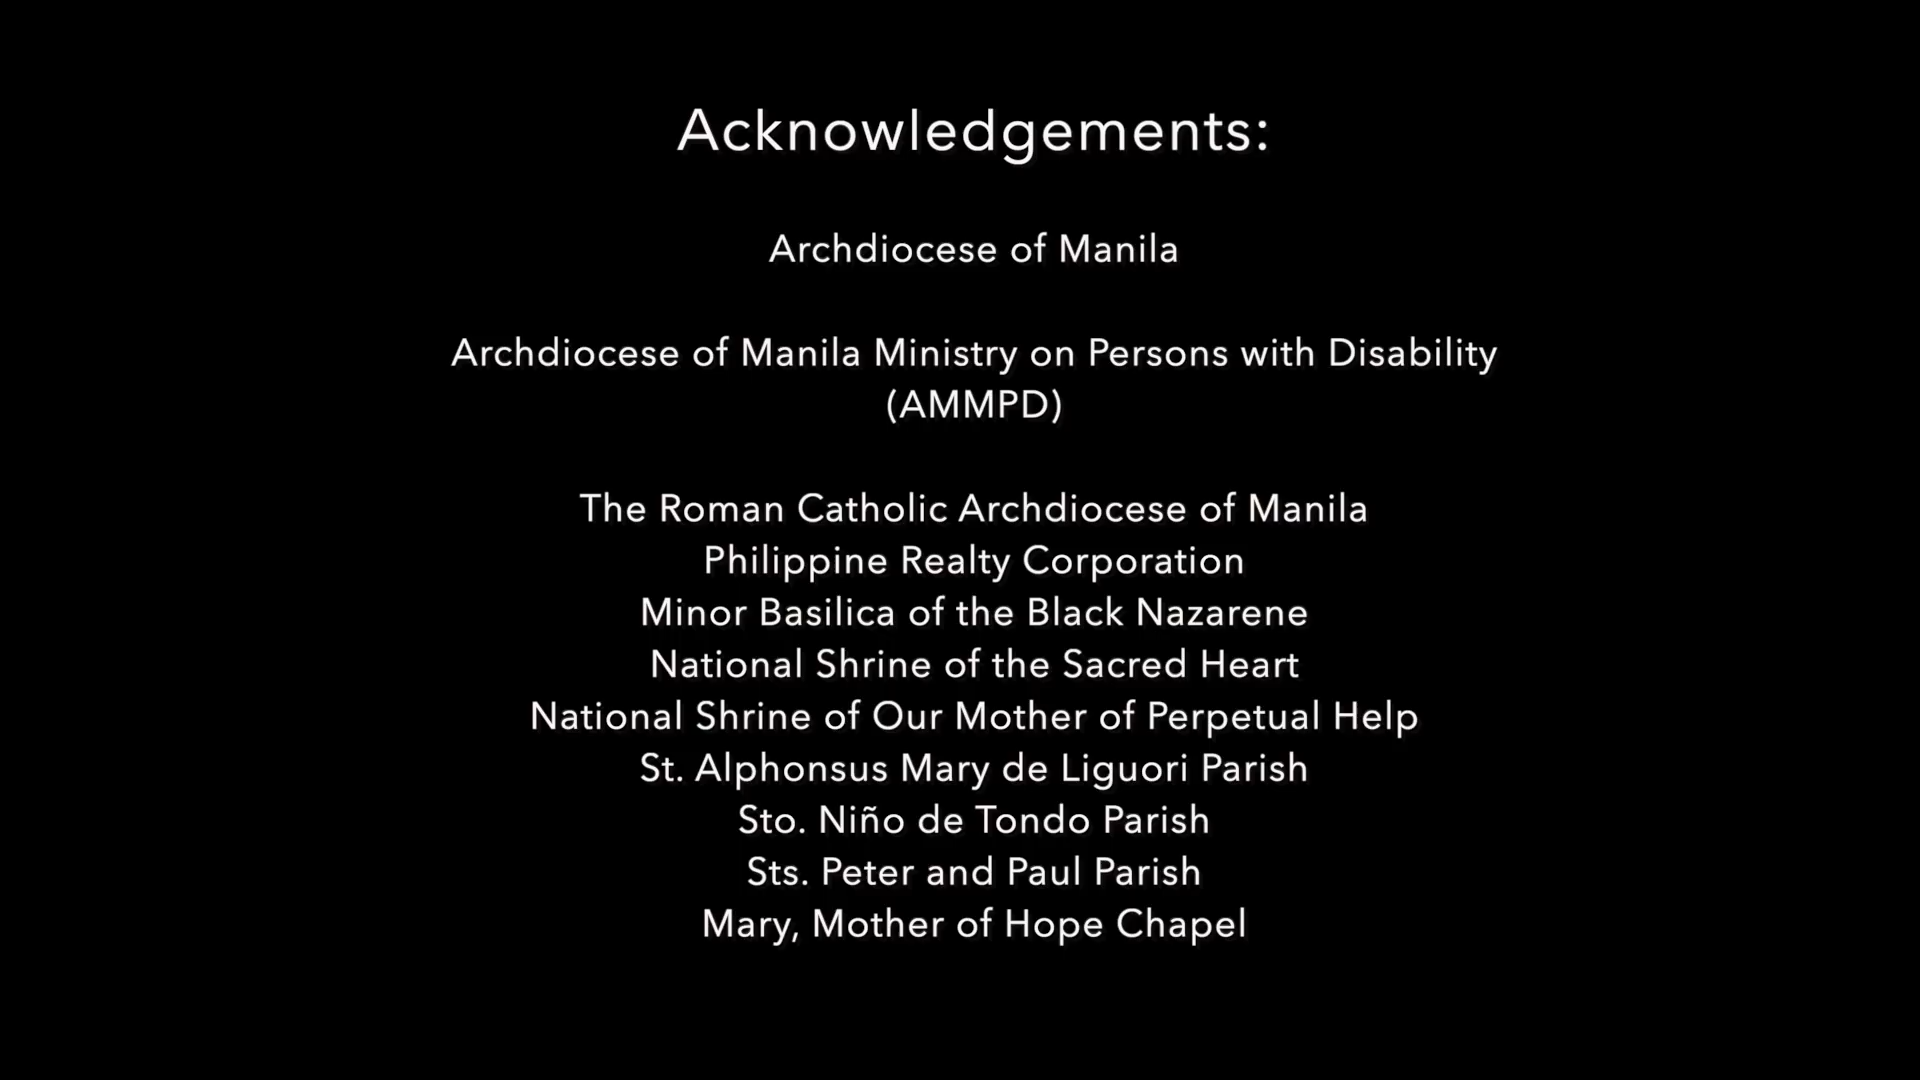 Acknowledgements:
Archdiocese of Manila
Archdiocese of Manila Ministry on Persons with Disability
(AMMPD)
The Roman Catholic Archdiocese of Manila
Philippine Realty Corporation
Minor Basilica of the Black Nazarene
National Shrine of the Sacred Heart
National Shrine of Our Mother of Perpetual Help
St. Alphonsus Mary de Liguori Parish
Sto. Niño de Tondo Parish
Sts. Peter and Paul Parish
Mary, Mother of Hope Chapel